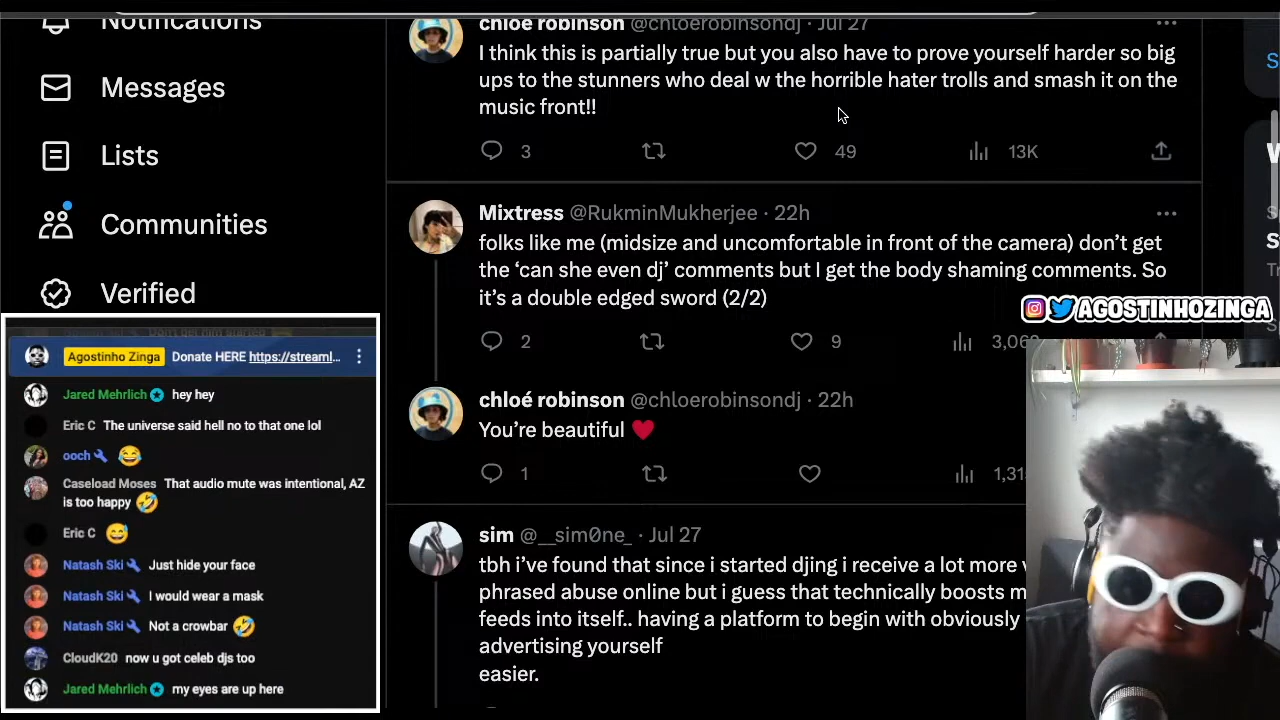 Notifications
Messages
Lists
Communities
Verified
chloé robinson @chloerobinsondj · Jul 27
I think this is partially true but you also have to prove yourself harder so big
ups to the stunners who deal w the horrible hater trolls and smash it on the
music front!!
3
49
13K
Mixtress @RukminMukherjee · 22h
folks like me (midsize and uncomfortable in front of the camera) don’t get
the ‘can she even dj’ comments but I get the body shaming comments. So
it’s a double edged sword (2/2)
2
9
chloé robinson @chloerobinsondj · 22h
You’re beautiful ❤️
1
sim @__sim0ne_ · Jul 27
tbh i’ve found that since i started djing i receive a lot more
phrased abuse online but i guess that technically boosts
feeds into itself.. having a platform to begin with obviously
advertising yourself
easier.
Agostinho Zinga Donate HERE https://streaml...
Jared Mehrlich hey hey
Eric C The universe said hell no to that one lol
ooch 😂
Caseload Moses That audio mute was intentional, AZ
is too happy 🤣
Eric C 😅
Natash Ski Just hide your face
Natash Ski I would wear a mask
Natash Ski Not a crowbar 🤣
CloudK20 now u got celeb djs too
Jared Mehrlich my eyes are up here
AGOSTINHOZINGA